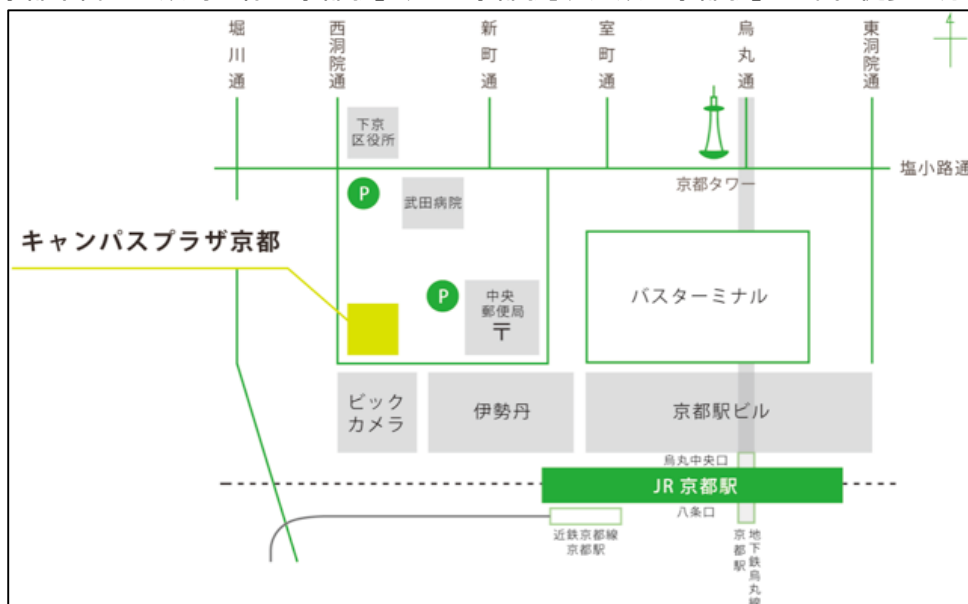 堀川通
西洞院通
新町通
室町通
烏丸通
東洞院通
下京
区役所
塩小路通
P
武田病院
京都タワー
キャンパスプラザ京都
P
中央
郵便局
〒
バスターミナル
ビック
カメラ
伊勢丹
京都駅ビル
烏丸中央口
JR 京都駅
八条口
近鉄京都線
京都駅
地下鉄烏丸線
京都駅